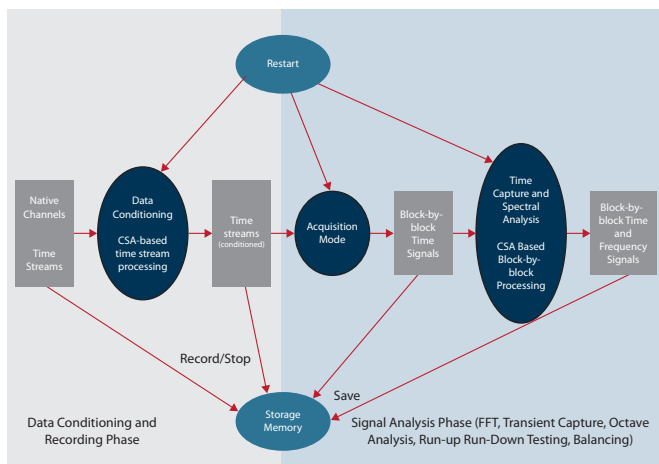 Restart
Native
Channels
Time
Streams
Data
Conditioning
CSA-based
time stream
processing
Time
streams
(conditioned)
Acquisition
Mode
Block-by-
block
Time
Signals
Time
Capture and
Spectral
Analysis
CSA Based
Block-by-
block
Processing
Block-by-
block Time
and
Frequency
Signals
Record/Stop
Save
Storage
Memory
Data Conditioning and
Recording Phase
Signal Analysis Phase (FFT, Transient Capture, Octave
Analysis, Run-up Run-Down Testing, Balancing)